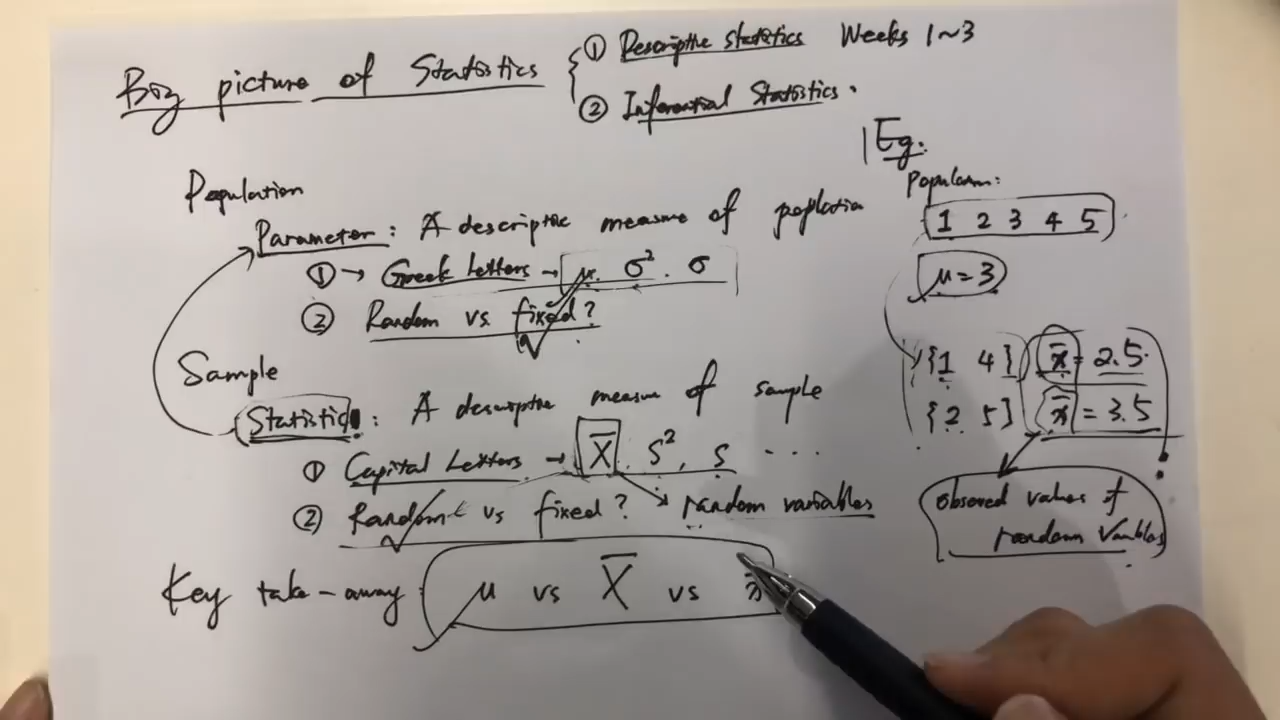 Big picture of Statistics
① Descriptive Statistics Weeks 1~3
② Inferential Statistics.
Population
Parameter: A descriptive measure of population
① → Greek Letters → μ. σ². σ
② Random vs fixed?
Sample
Statistic: A descriptive measure of sample
① Capital Letters → X̄, S², S ...
② Random vs fixed? → random variables
Key take-away: μ vs X̄ vs x̄
Eg.
Population:
1 2 3 4 5
μ = 3
{1 4} x̄ = 2.5
{2 5} x̄ = 3.5
observed values of
random variables